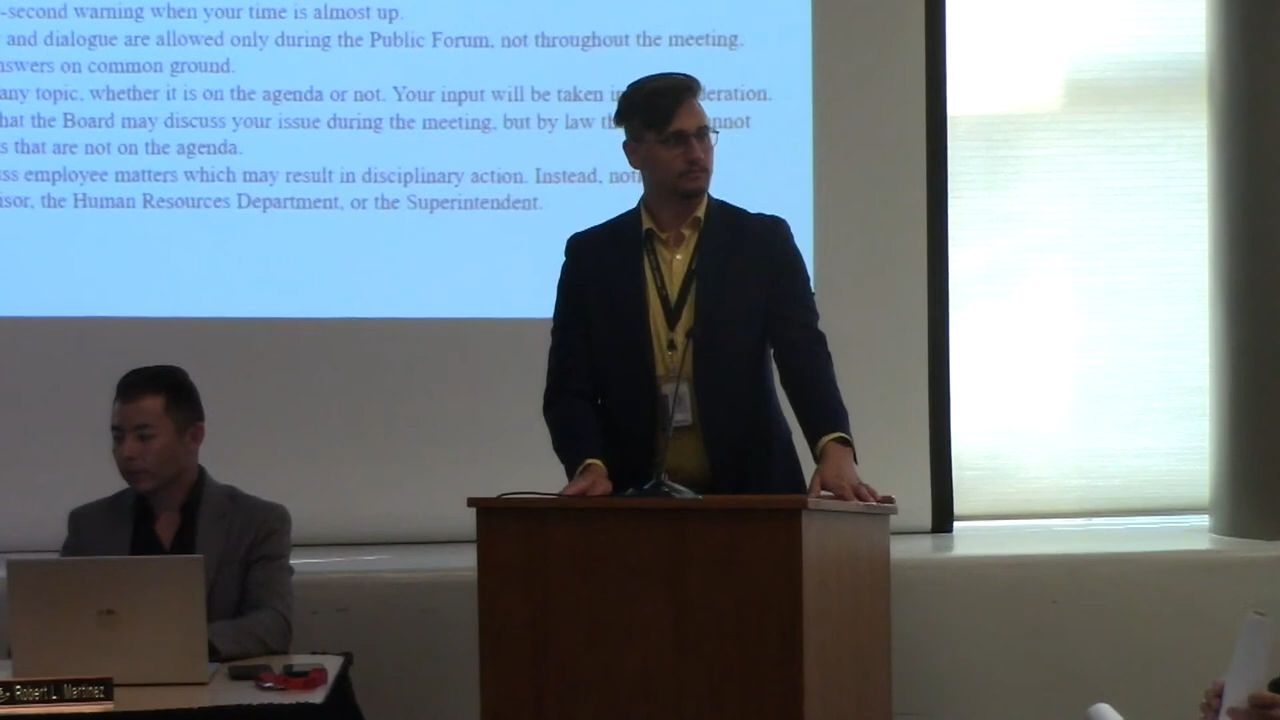 -second warning when your time is almost up.
and dialogue are allowed only during the Public Forum, not throughout the meeting.
nswers on common ground.
any topic, whether it is on the agenda or not. Your input will be taken in deration.
hat the Board may discuss your issue during the meeting, but by law th nnot
s that are not on the agenda.
ss employee matters which may result in disciplinary action. Instead, noti
isor, the Human Resources Department, or the Superintendent.
Robert L. Martinez